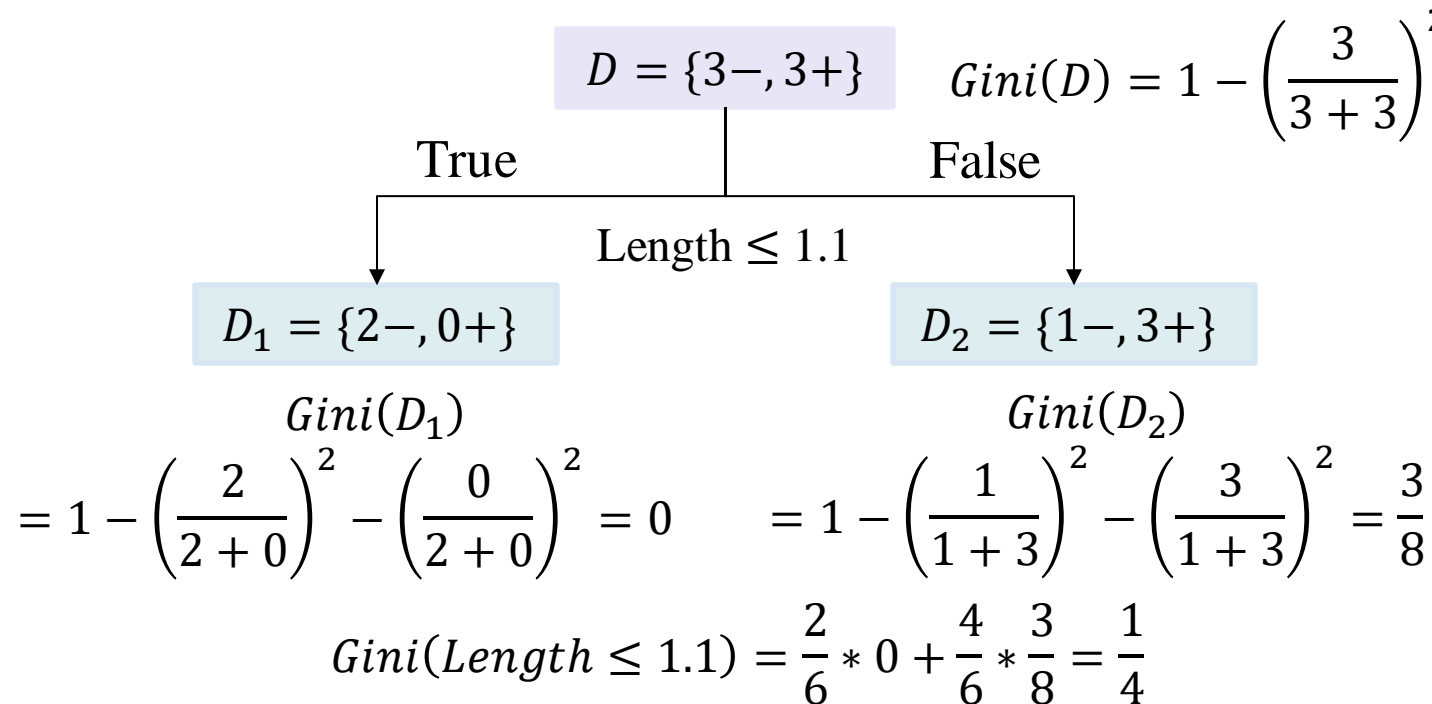 D = {3−, 3+}
Gini(D) = 1 − (3/(3 + 3))²
True
False
Length ≤ 1.1
D₁ = {2−, 0+}
D₂ = {1−, 3+}
Gini(D₁)
= 1 − (2/(2 + 0))² − (0/(2 + 0))² = 0
Gini(D₂)
= 1 − (1/(1 + 3))² − (3/(1 + 3))² = 3/8
Gini(Length ≤ 1.1) = 2/6 * 0 + 4/6 * 3/8 = 1/4